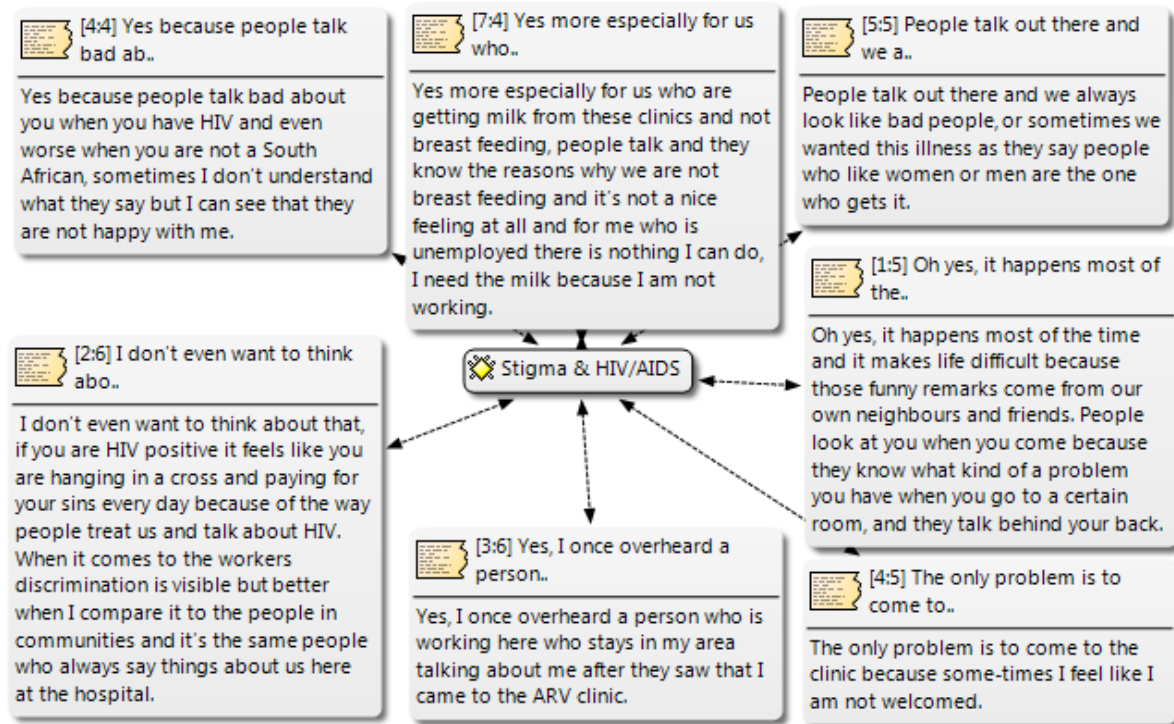 [4:4] Yes because people talk
bad ab..
Yes because people talk bad about
you when you have HIV and even
worse when you are not a South
African, sometimes I don't understand
what they say but I can see that they
are not happy with me.
[7:4] Yes more especially for us
who..
Yes more especially for us who are
getting milk from these clinics and not
breast feeding, people talk and they
know the reasons why we are not
breast feeding and it's not a nice
feeling at all and for me who is
unemployed there is nothing I can do,
I need the milk because I am not
working.
[5:5] People talk out there and
we a..
People talk out there and we always
look like bad people, or sometimes we
wanted this illness as they say people
who like women or men are the one
who gets it.
[1:5] Oh yes, it happens most of
the..
Oh yes, it happens most of the time
and it makes life difficult because
those funny remarks come from our
own neighbours and friends. People
look at you when you come because
they know what kind of a problem
you have when you go to a certain
room, and they talk behind your back.
Stigma & HIV/AIDS
[2:6] I don't even want to think
abo..
I don't even want to think about that,
if you are HIV positive it feels like you
are hanging in a cross and paying for
your sins every day because of the way
people treat us and talk about HIV.
When it comes to the workers
discrimination is visible but better
when I compare it to the people in
communities and it's the same people
who always say things about us here
at the hospital.
[3:6] Yes, I once overheard a
person..
Yes, I once overheard a person who is
working here who stays in my area
talking about me after they saw that I
came to the ARV clinic.
[4:5] The only problem is to
come to..
The only problem is to come to the
clinic because some-times I feel like I
am not welcomed.